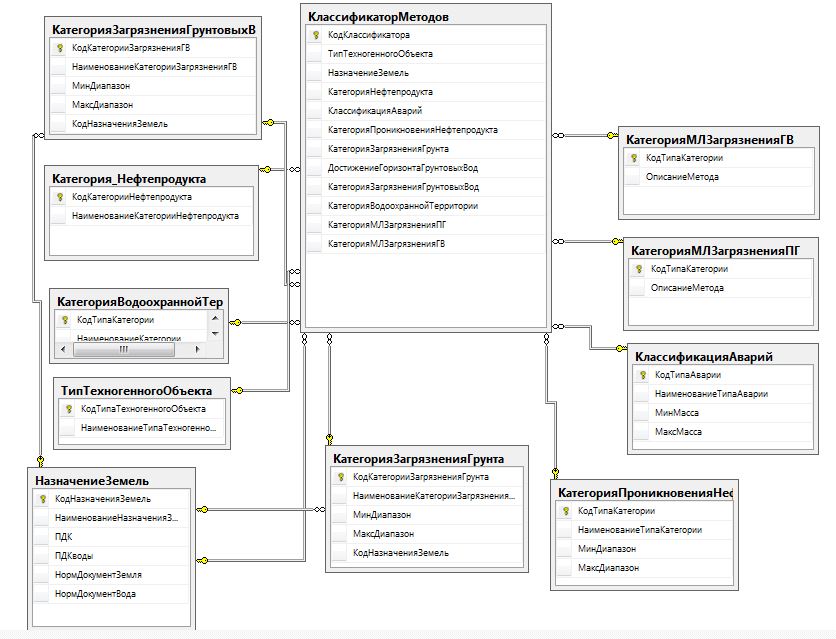 КатегорияЗагрязненияГрунтовыхВ
КодКатегорииЗагрязненияГВ
НаименованиеКатегорииЗагрязненияГВ
МинДиапазон
МаксДиапазон
КодНазначенияЗемель
Категория_Нефтепродукта
КодКатегорииНефтепродукта
НаименованиеКатегорииНефтепродукта
КатегорияВодоохраннойТер
КодТипаКатегории
НаименованиеКатегории
ТипТехногенногоОбъекта
КодТипаТехногенногоОбъекта
НаименованиеТипаТехногенно...
НазначениеЗемель
КодНазначенияЗемель
НаименованиеНазначенияЗ...
ПДК
ПДКводы
НормДокументЗемля
НормДокументВода
КлассификаторМетодов
КодКлассификатора
ТипТехногенногоОбъекта
НазначениеЗемель
КатегорияНефтепродукта
КлассификацияАварий
КатегорияПроникновенияНефтепродукта
КатегорияЗагрязненияГрунта
ДостижениеГоризонтаГрунтовыхВод
КатегорияЗагрязненияГрунтовыхВод
КатегорияВодоохраннойТерритории
КатегорияМЛЗагрязненияПГ
КатегорияМЛЗагрязненияГВ
КатегорияЗагрязненияГрунта
КодКатегорииЗагрязненияГрунта
НаименованиеКатегорииЗагрязнения...
МинДиапазон
МаксДиапазон
КодНазначенияЗемель
КатегорияМЛЗагрязненияГВ
КодТипаКатегории
ОписаниеМетода
КатегорияМЛЗагрязненияПГ
КодТипаКатегории
ОписаниеМетода
КлассификацияАварий
КодТипаАварии
НаименованиеТипаАварии
МинМасса
МаксМасса
КатегорияПроникновенияНеф
КодТипаКатегории
НаименованиеТипаКатегории
МинДиапазон
МаксДиапазон